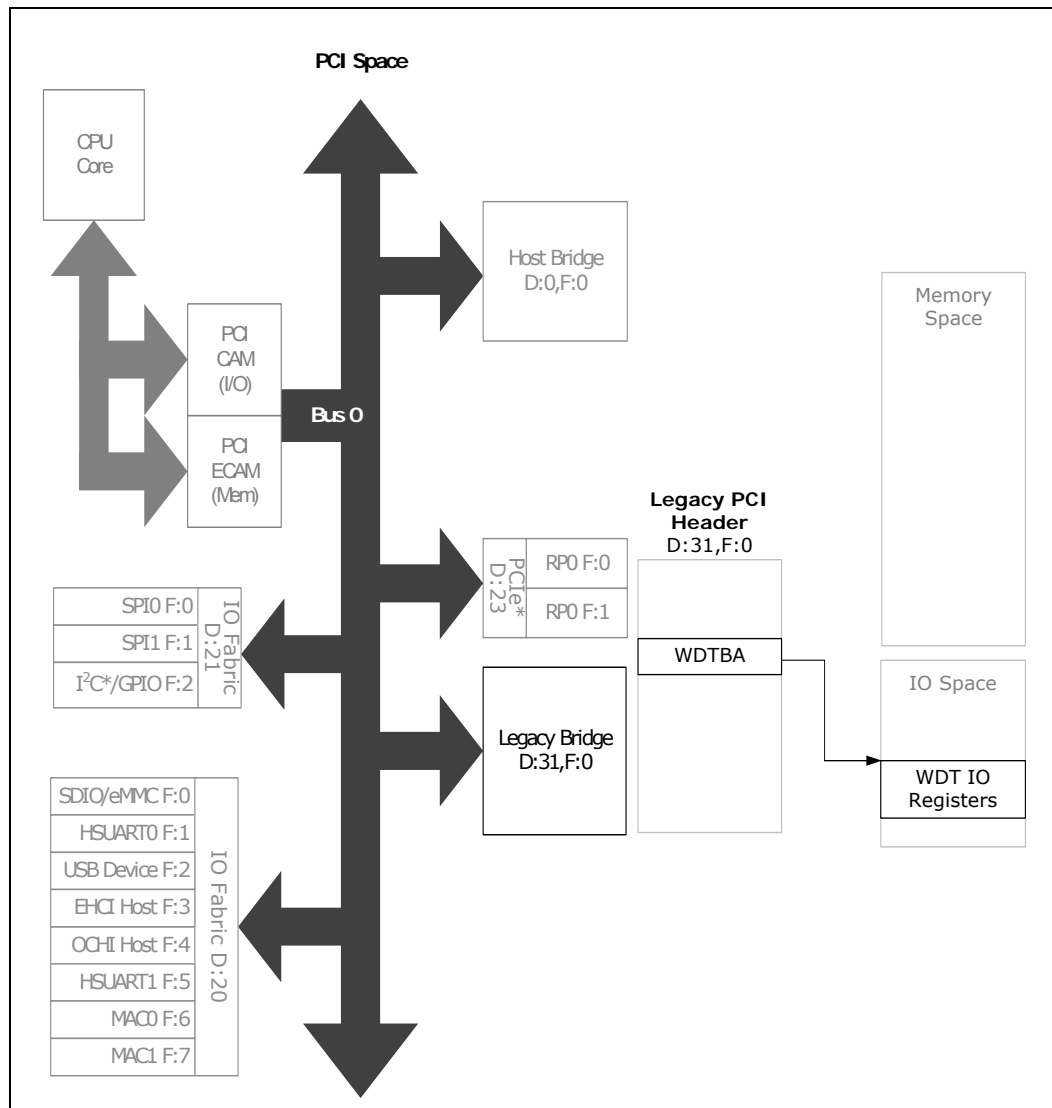 PCI Space
CPU
Core
Host Bridge
D:0,F:0
Memory
Space
PCI
CAM
(I/O)
Bus 0
PCI
ECAM
(Mem)
Legacy PCI
Header
D:31,F:0
PCIe*
D:23
RP0 F:0
RP0 F:1
SPI0 F:0
SPI1 F:1
I²C*/GPIO F:2
IO Fabric
D:21
WDTBA
IO Space
Legacy Bridge
D:31,F:0
WDT IO
Registers
SDIO/eMMC F:0
HSUART0 F:1
USB Device F:2
EHCI Host F:3
OCHI Host F:4
HSUART1 F:5
MAC0 F:6
MAC1 F:7
IO Fabric D:20